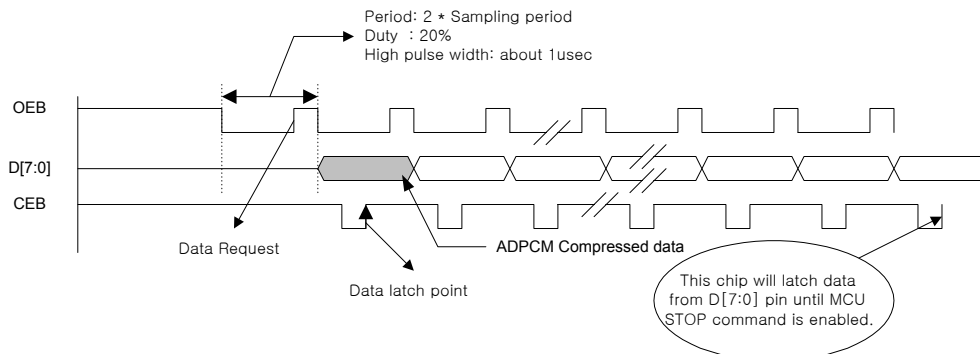 Period: 2 * Sampling period
Duty : 20%
High pulse width: about 1usec
OEB
D[7:0]
CEB
Data Request
ADPCM Compressed data
Data latch point
This chip will latch data
from D[7:0] pin until MCU
STOP command is enabled.